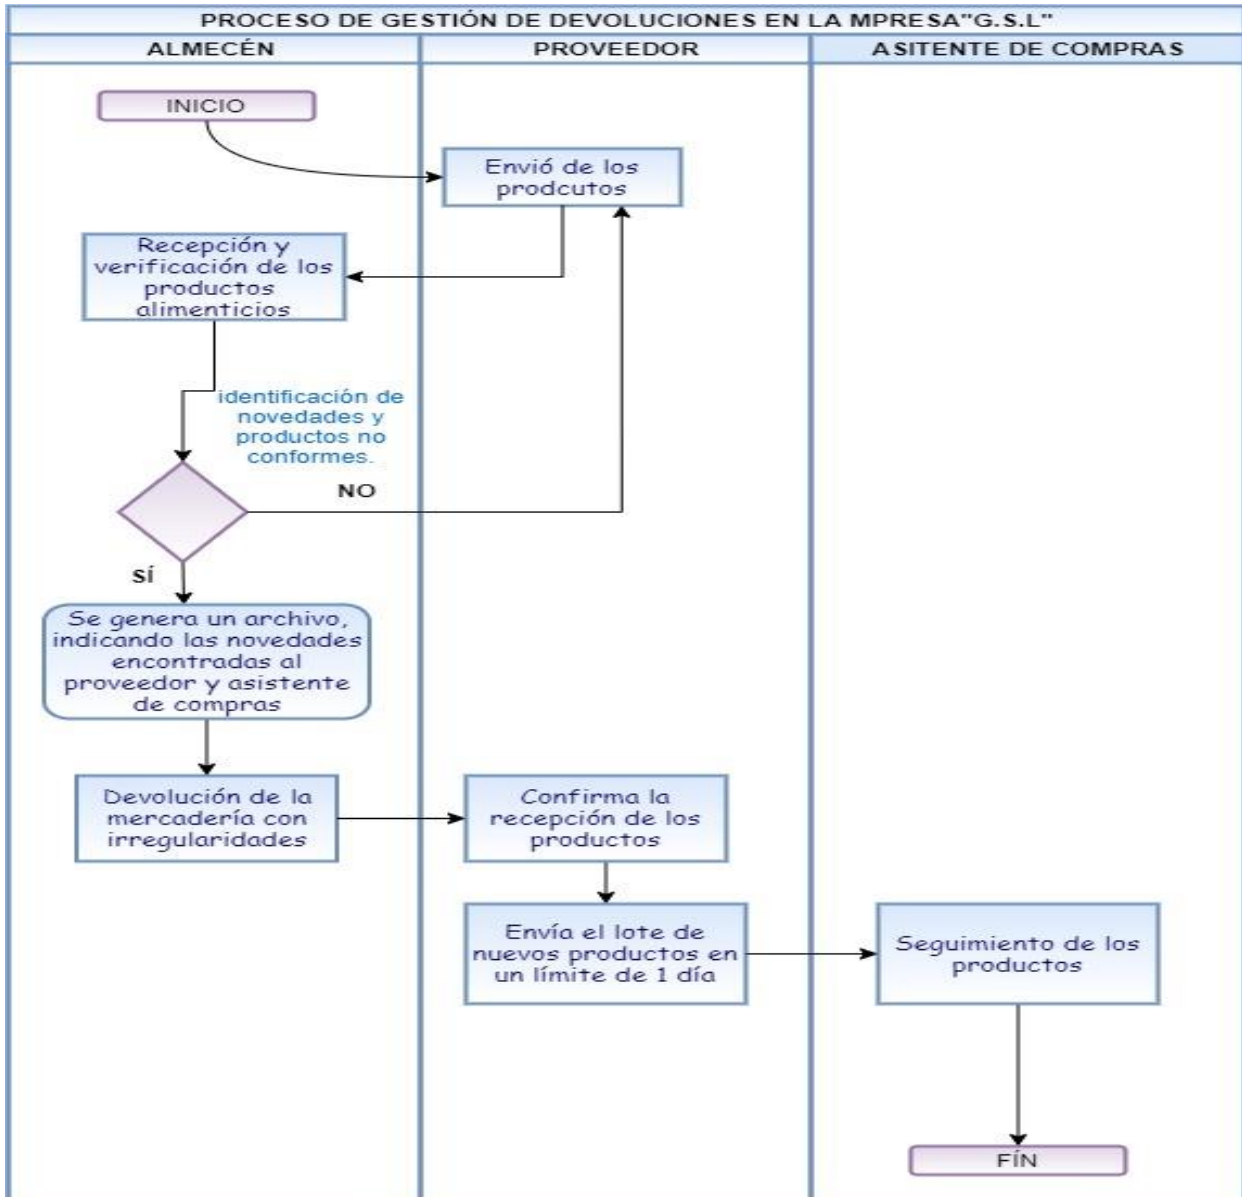 PROCESO DE GESTIÓN DE DEVOLUCIONES EN LA MPRESA"G.S.L"
ALMECÉN
PROVEEDOR
ASITENTE DE COMPRAS
INICIO
Envió de los
prodcutos
Recepción y
verificación de los
productos
alimenticios
identificación de
novedades y
productos no
conformes.
NO
SÍ
Se genera un archivo,
indicando las novedades
encontradas al
proveedor y asistente
de compras
Devolución de la
mercadería con
irregularidades
Confirma la
recepción de los
productos
Envía el lote de
nuevos productos en
un límite de 1 día
Seguimiento de los
productos
FÍN